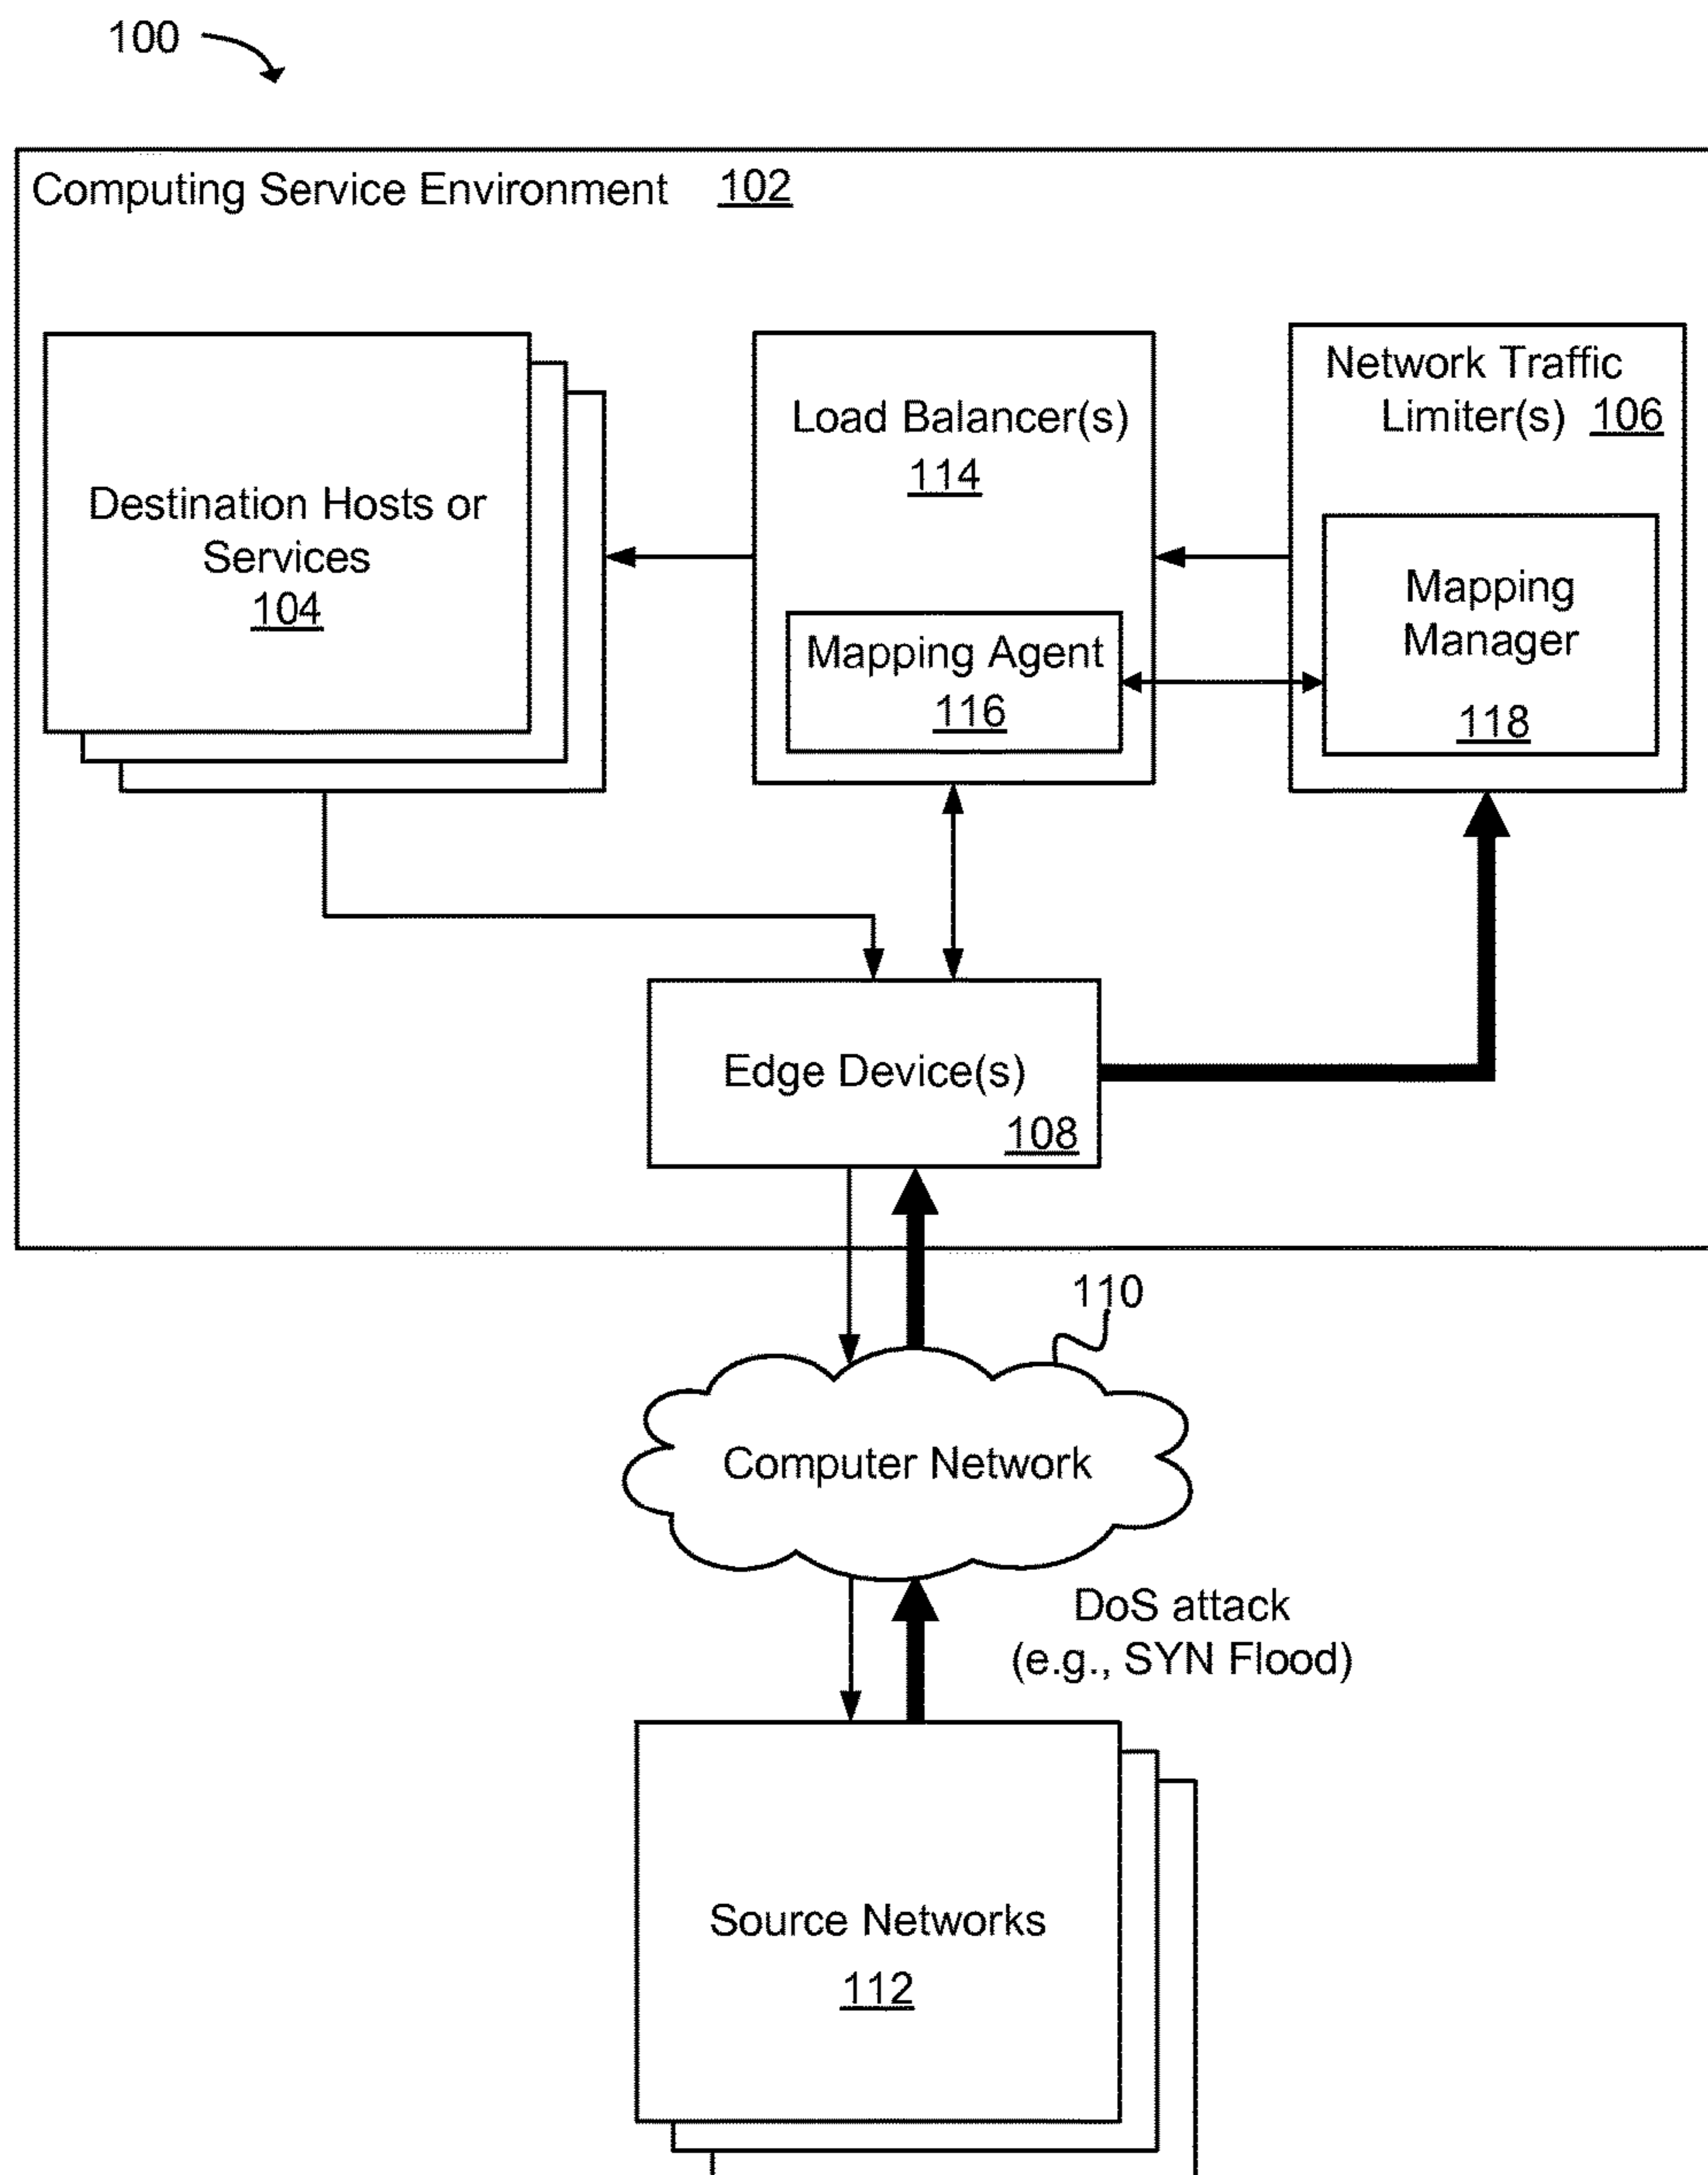 100
Computing Service Environment 102
Network Traffic
Limiter(s) 106
Load Balancer(s)
114
Destination Hosts or
Services
104
Mapping
Manager
118
Mapping Agent
116
Edge Device(s)
108
110
Computer Network
DoS attack
(e.g., SYN Flood)
Source Networks
112